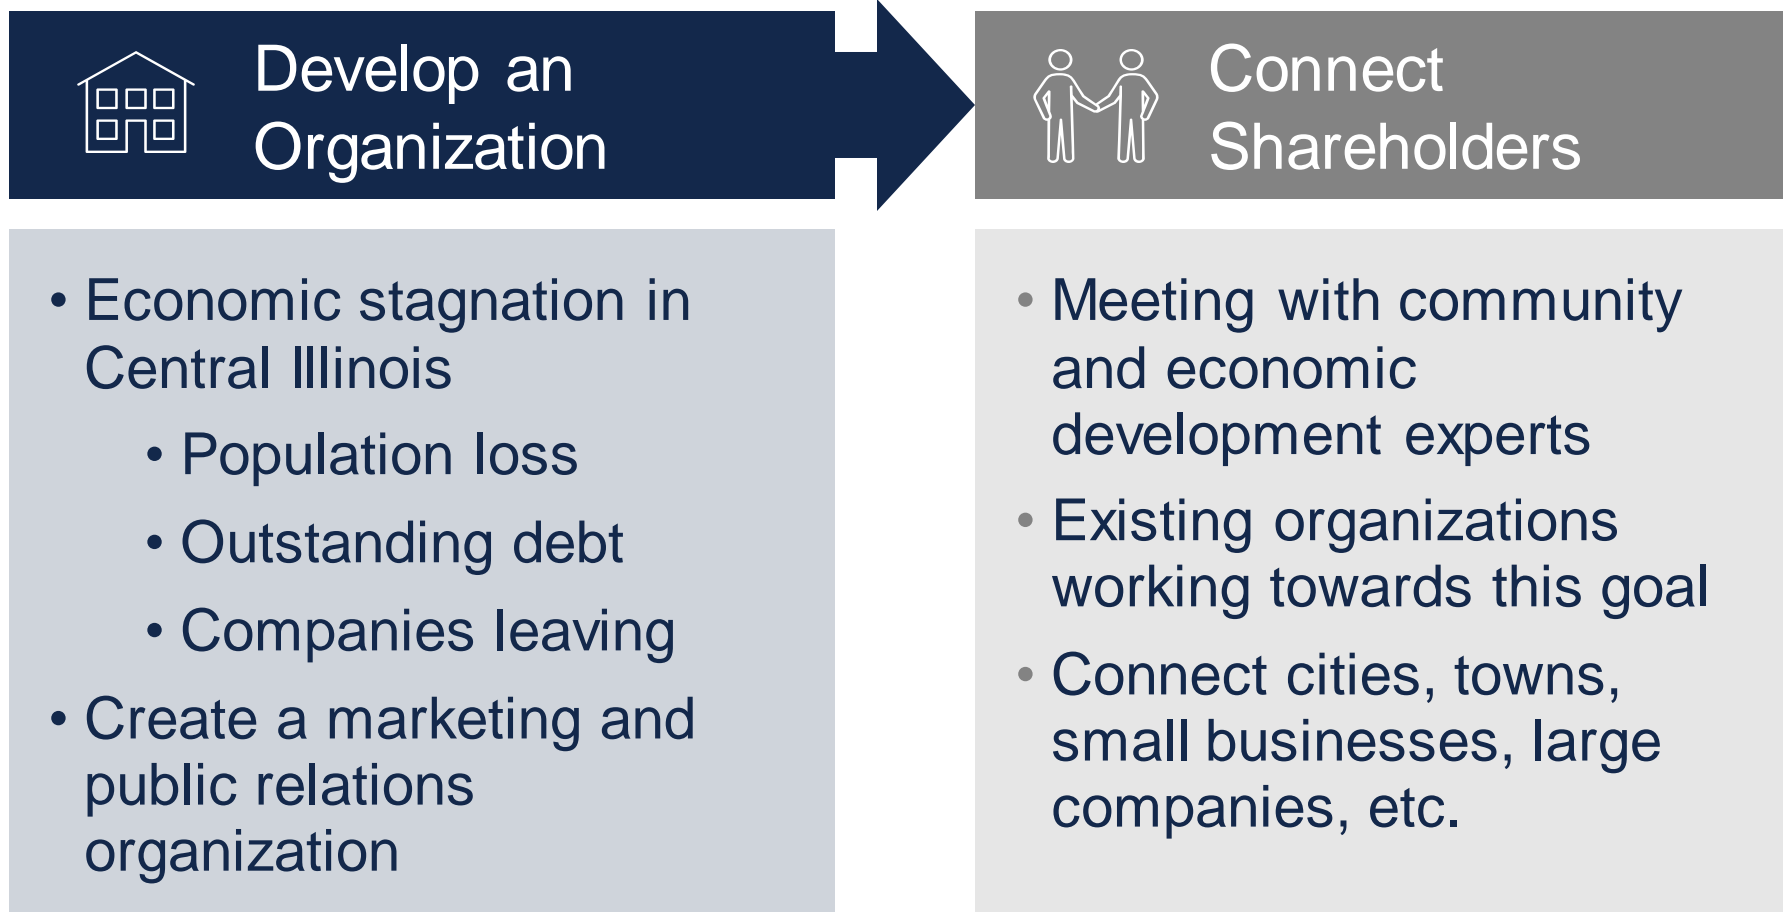 Develop an
Organization
Connect
Shareholders
• Economic stagnation in
Central Illinois
• Population loss
• Outstanding debt
• Companies leaving
• Create a marketing and
public relations
organization
• Meeting with community
and economic
development experts
• Existing organizations
working towards this goal
• Connect cities, towns,
small businesses, large
companies, etc.